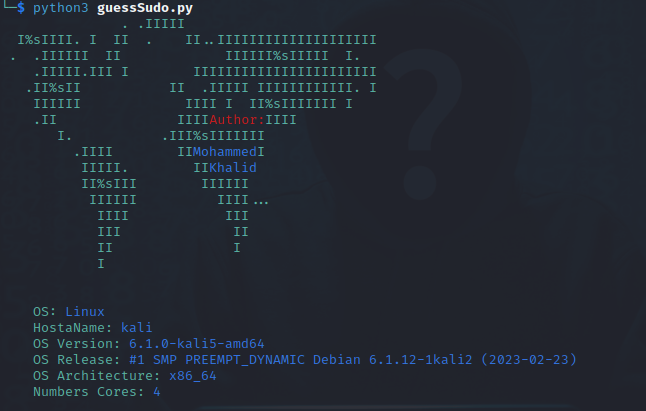 └─$ python3 guessSudo.py
. .IIIII
I%sIIII. I  II  .    II..IIIIIIIIIIIIIIIIIIII
.  .IIIIII  II             IIIIII%sIIIII  I.
.IIIII.III I        IIIIIIIIIIIIIIIIIIIIIII
.II%sII           II  .IIIII IIIIIIIIIIII. I
IIIIII             IIII I  II%sIIIIIII I
.II               IIIIAuthor:IIII
I.           .III%sIIIIIII
.IIII        IIMohammedI
IIIII.        IIKhalid
II%sIII        IIIIII
IIIIII          IIII...
IIII            III
III              II
II               I
I
OS: Linux
HostaName: kali
OS Version: 6.1.0-kali5-amd64
OS Release: #1 SMP PREEMPT_DYNAMIC Debian 6.1.12-1kali2 (2023-02-23)
OS Architecture: x86_64
Numbers Cores: 4